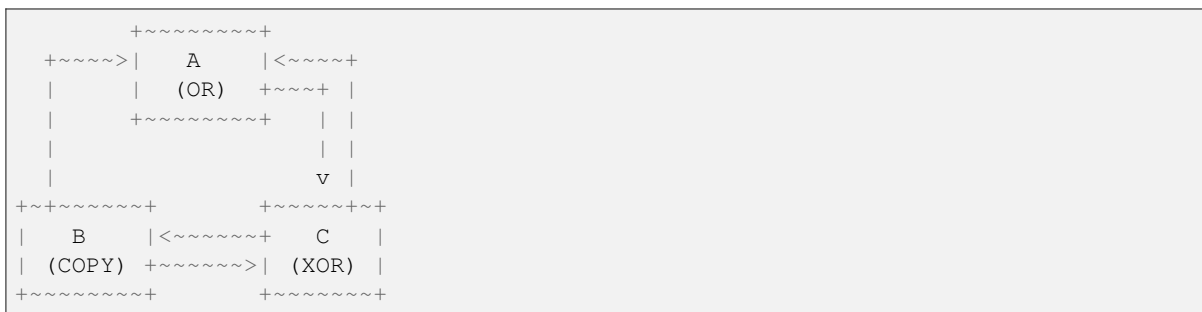 +~~~~~~~~+
  +~~~~>|   A    |<~~~~+
  |     |  (OR)  +~~~+ |
  |     +~~~~~~~~+   | |
  |                  | |
  |                  v |
+~+~~~~~~+       +~~~~~+~+
|   B    |<~~~~~~+   C   |
| (COPY) +~~~~~~>| (XOR) |
+~~~~~~~~+       +~~~~~~~+